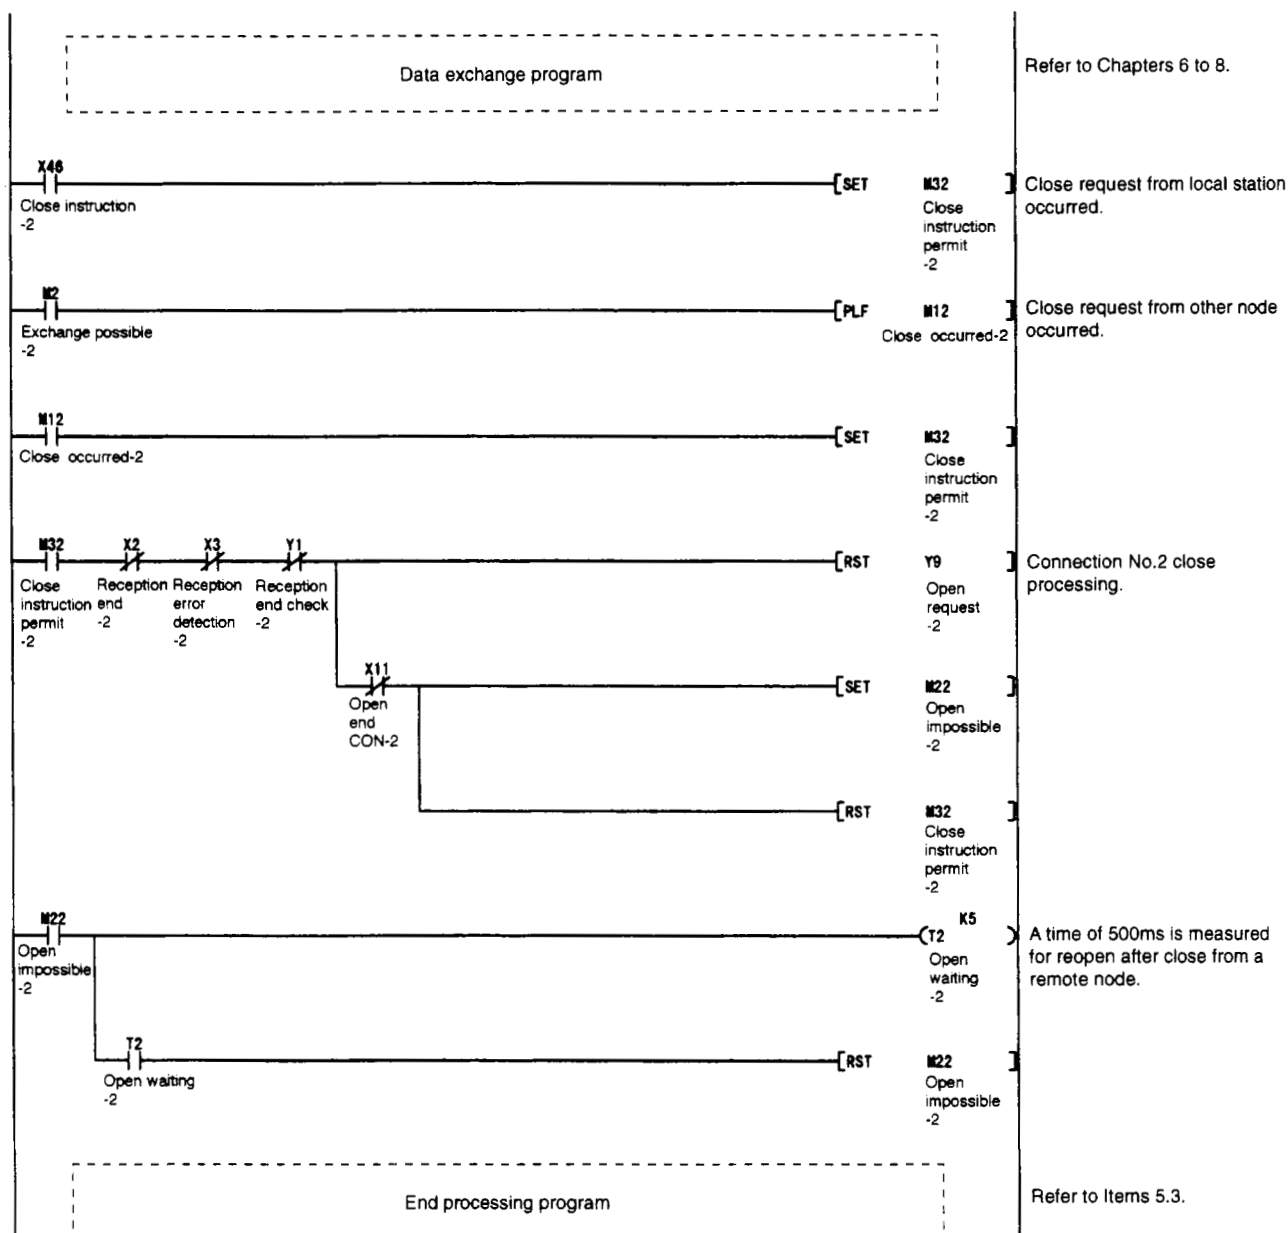 Data exchange program
Refer to Chapters 6 to 8.
X46
SET M32
Close instruction
-2
Close
instruction
permit
-2
Close request from local station
occurred.
M2
PLF M12
Exchange possible
-2
Close occurred-2
Close request from other node
occurred.
M12
SET M32
Close occurred-2
Close
instruction
permit
-2
M32 X2 X3 Y1
RST Y9
Close
instruction
permit
-2
Reception
end
-2
Reception
error
detection
-2
Reception
end check
-2
Open
request
-2
Connection No.2 close
processing.
X11
SET M22
Open
end
CON-2
Open
impossible
-2
RST M32
Close
instruction
permit
-2
M22
K5
T2
Open
impossible
-2
Open
waiting
-2
A time of 500ms is measured
for reopen after close from a
remote node.
T2
RST M22
Open waiting
-2
Open
impossible
-2
End processing program
Refer to Items 5.3.